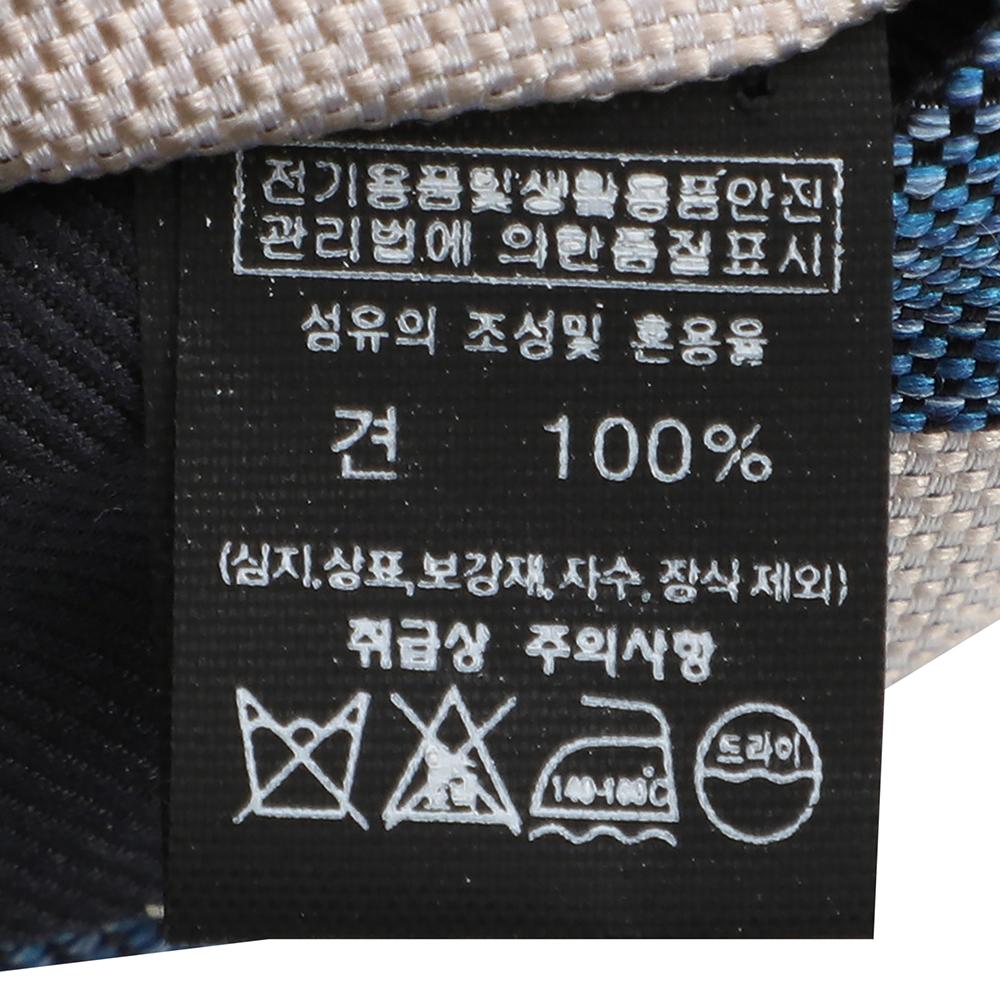 전기용품및생활용품안전
관리법에 의한품질표시
섬유의 조성및 혼용율
견 100%
(심지,상표,보강재,자수,장식 제외)
취급상 주의사항
140-160℃
드라이